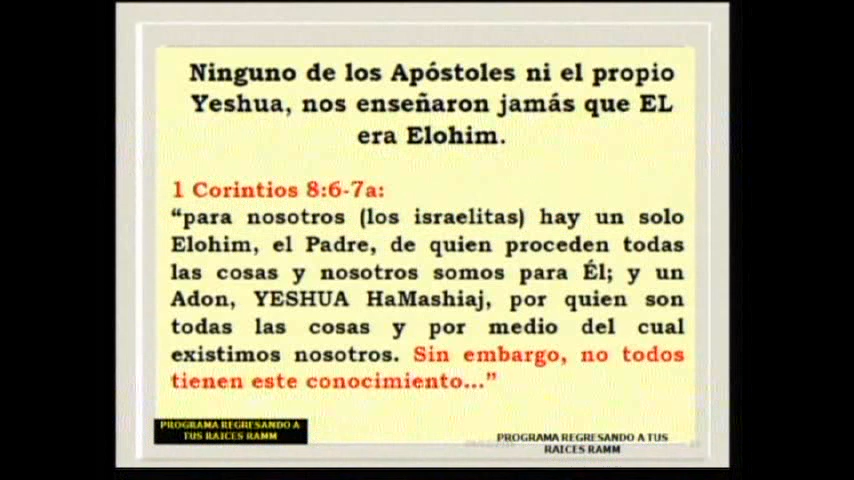 Ninguno de los Apóstoles ni el propio
Yeshua, nos enseñaron jamás que EL
era Elohim.
1 Corintios 8:6-7a:
“para nosotros (los israelitas) hay un solo
Elohim, el Padre, de quien proceden todas
las cosas y nosotros somos para Él; y un
Adon, YESHUA HaMashiaj, por quien son
todas las cosas y por medio del cual
existimos nosotros. Sin embargo, no todos
tienen este conocimiento...”
PROGRAMA REGRESANDO A
TUS RAICES RAMM
PROGRAMA REGRESANDO A TUS
RAICES RAMM